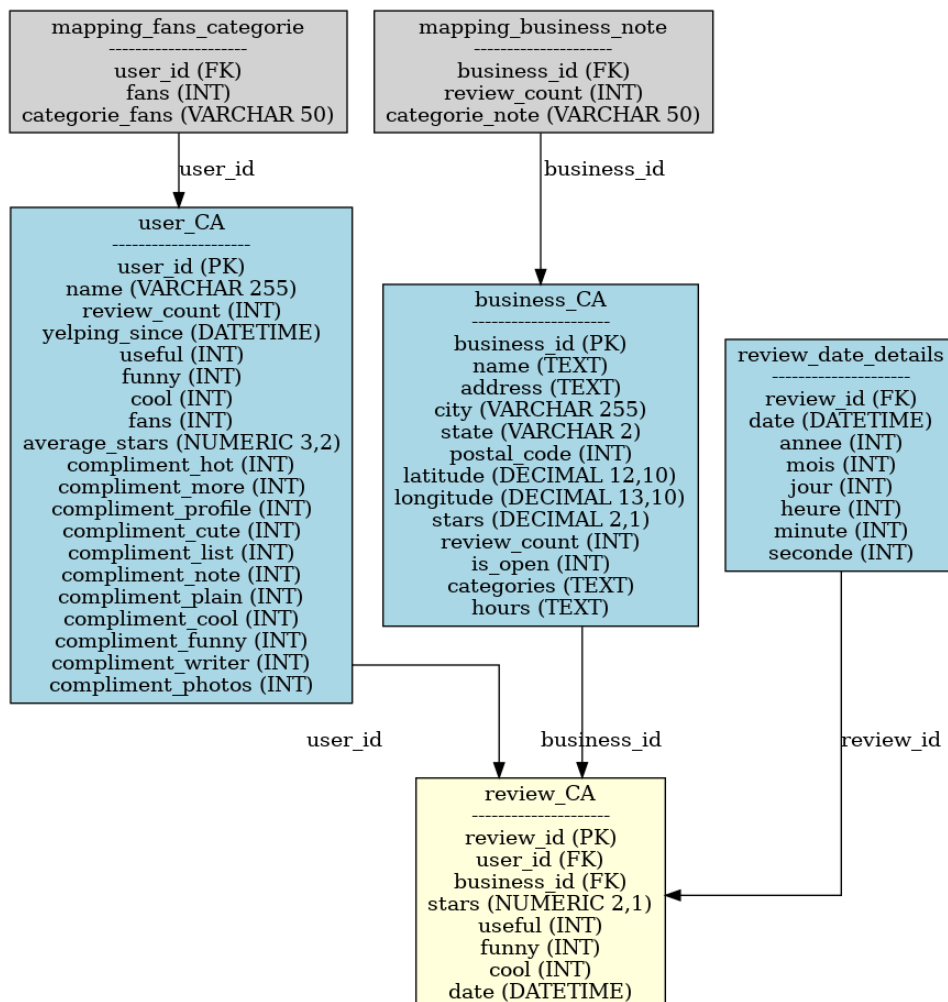 mapping_fans_categorie
---------------------
user_id (FK)
fans (INT)
categorie_fans (VARCHAR 50)
mapping_business_note
---------------------
business_id (FK)
review_count (INT)
categorie_note (VARCHAR 50)
user_id
business_id
user_CA
---------------------
user_id (PK)
name (VARCHAR 255)
review_count (INT)
yelping_since (DATETIME)
useful (INT)
funny (INT)
cool (INT)
fans (INT)
average_stars (NUMERIC 3,2)
compliment_hot (INT)
compliment_more (INT)
compliment_profile (INT)
compliment_cute (INT)
compliment_list (INT)
compliment_note (INT)
compliment_plain (INT)
compliment_cool (INT)
compliment_funny (INT)
compliment_writer (INT)
compliment_photos (INT)
business_CA
---------------------
business_id (PK)
name (TEXT)
address (TEXT)
city (VARCHAR 255)
state (VARCHAR 2)
postal_code (INT)
latitude (DECIMAL 12,10)
longitude (DECIMAL 13,10)
stars (DECIMAL 2,1)
review_count (INT)
is_open (INT)
categories (TEXT)
hours (TEXT)
review_date_details
---------------------
review_id (FK)
date (DATETIME)
annee (INT)
mois (INT)
jour (INT)
heure (INT)
minute (INT)
seconde (INT)
user_id
business_id
review_id
review_CA
---------------------
review_id (PK)
user_id (FK)
business_id (FK)
stars (NUMERIC 2,1)
useful (INT)
funny (INT)
cool (INT)
date (DATETIME)